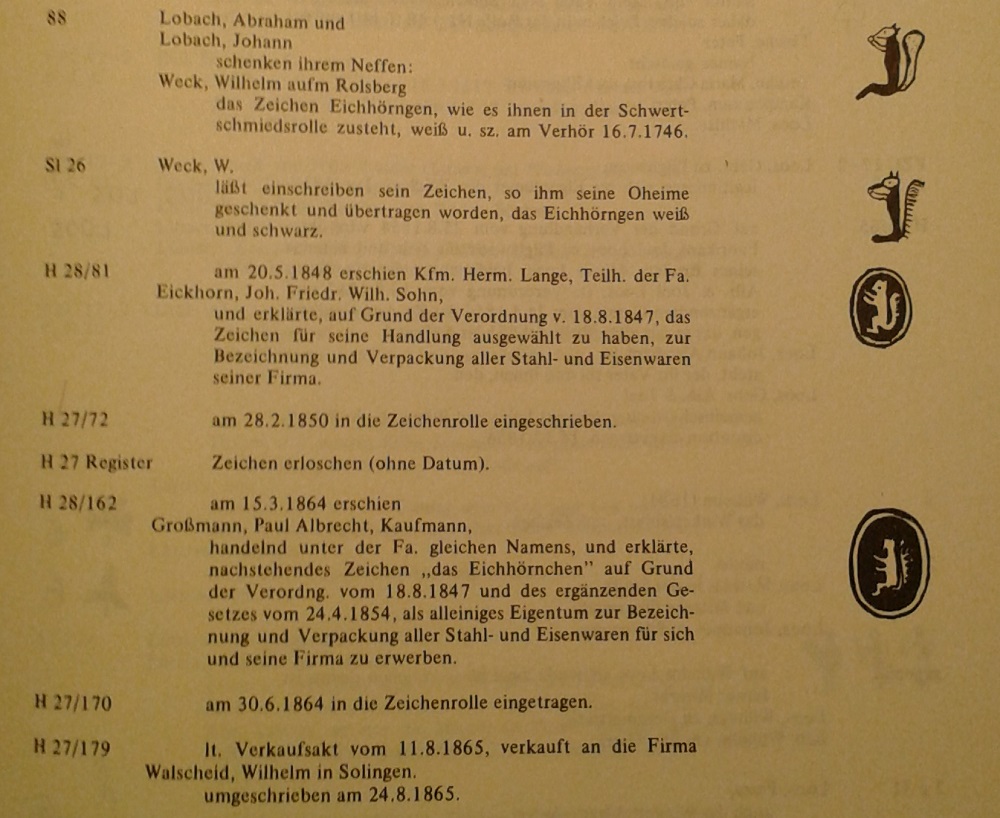 88 Lobach, Abraham und
Lobach, Johann
schenken ihrem Neffen:
Weck, Wilhelm aufm Rolsberg
das Zeichen Eichhörngen, wie es ihnen in der Schwert-
schmiedsrolle zusteht, weiß u. sz. am Verhör 16.7.1746.
Sl 26 Weck, W.
läßt einschreiben sein Zeichen, so ihm seine Oheime
geschenkt und übertragen worden, das Eichhörngen weiß
und schwarz.
H 28/81 am 20.5.1848 erschien Kfm. Herm. Lange, Teilh. der Fa.
Eickhorn, Joh. Friedr. Wilh. Sohn,
und erklärte, auf Grund der Verordnung v. 18.8.1847, das
Zeichen für seine Handlung ausgewählt zu haben, zur
Bezeichnung und Verpackung aller Stahl- und Eisenwaren
seiner Firma.
H 27/72 am 28.2.1850 in die Zeichenrolle eingeschrieben.
H 27 Register Zeichen erloschen (ohne Datum).
H 28/162 am 15.3.1864 erschien
Großmann, Paul Albrecht, Kaufmann,
handelnd unter der Fa. gleichen Namens, und erklärte,
nachstehendes Zeichen „das Eichhörnchen" auf Grund
der Verordng. vom 18.8.1847 und des ergänzenden Ge-
setzes vom 24.4.1854, als alleiniges Eigentum zur Bezeich-
nung und Verpackung aller Stahl- und Eisenwaren für sich
und seine Firma zu erwerben.
H 27/170 am 30.6.1864 in die Zeichenrolle eingetragen.
H 27/179 lt. Verkaufsakt vom 11.8.1865, verkauft an die Firma
Walscheid, Wilhelm in Solingen.
umgeschrieben am 24.8.1865.